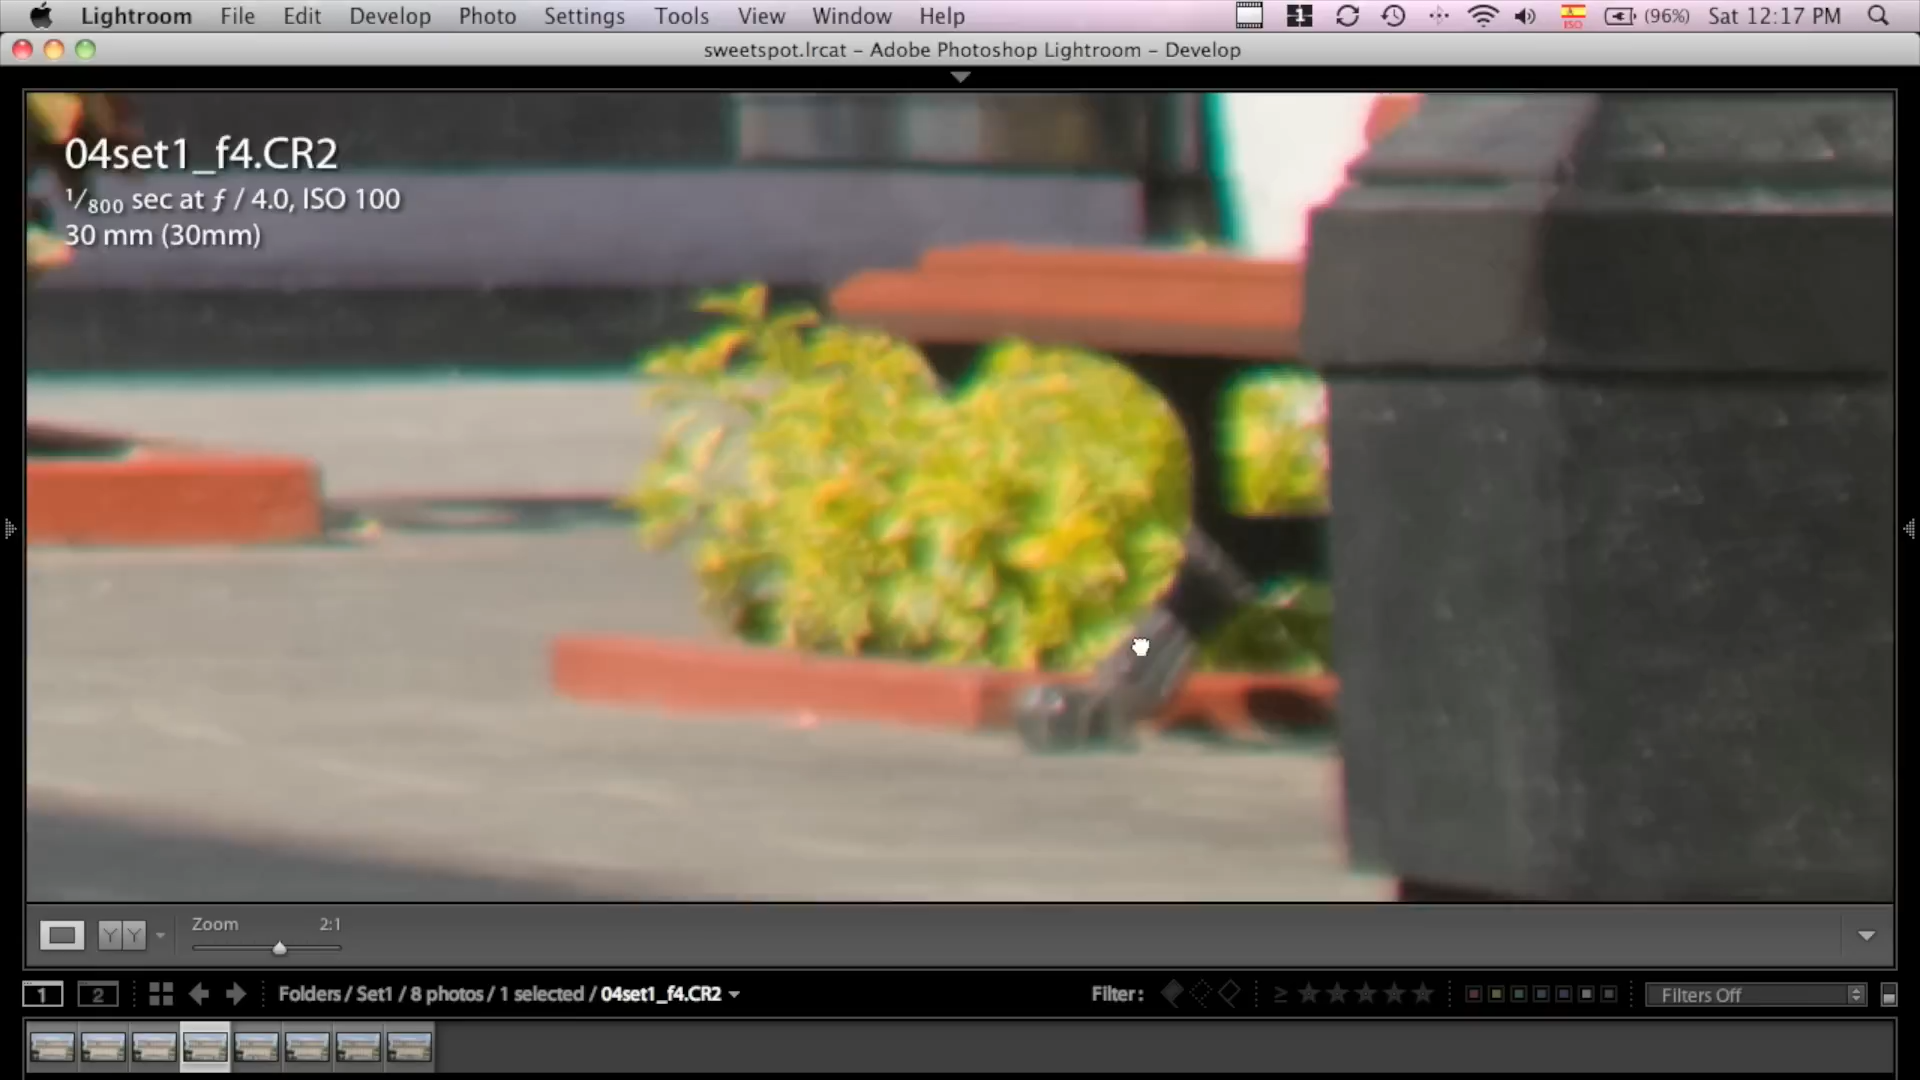 Lightroom File Edit Develop Photo Settings Tools View Window Help 1 ISO (96%) Sat 12:17 PM
sweetspot.lrcat – Adobe Photoshop Lightroom – Develop
04set1_f4.CR2
1/800 sec at ƒ / 4.0, ISO 100
30 mm (30mm)
Zoom 2:1
Y Y
1 2 Folders / Set1 / 8 photos / 1 selected / 04set1_f4.CR2 Filter: ≥ Filters Off